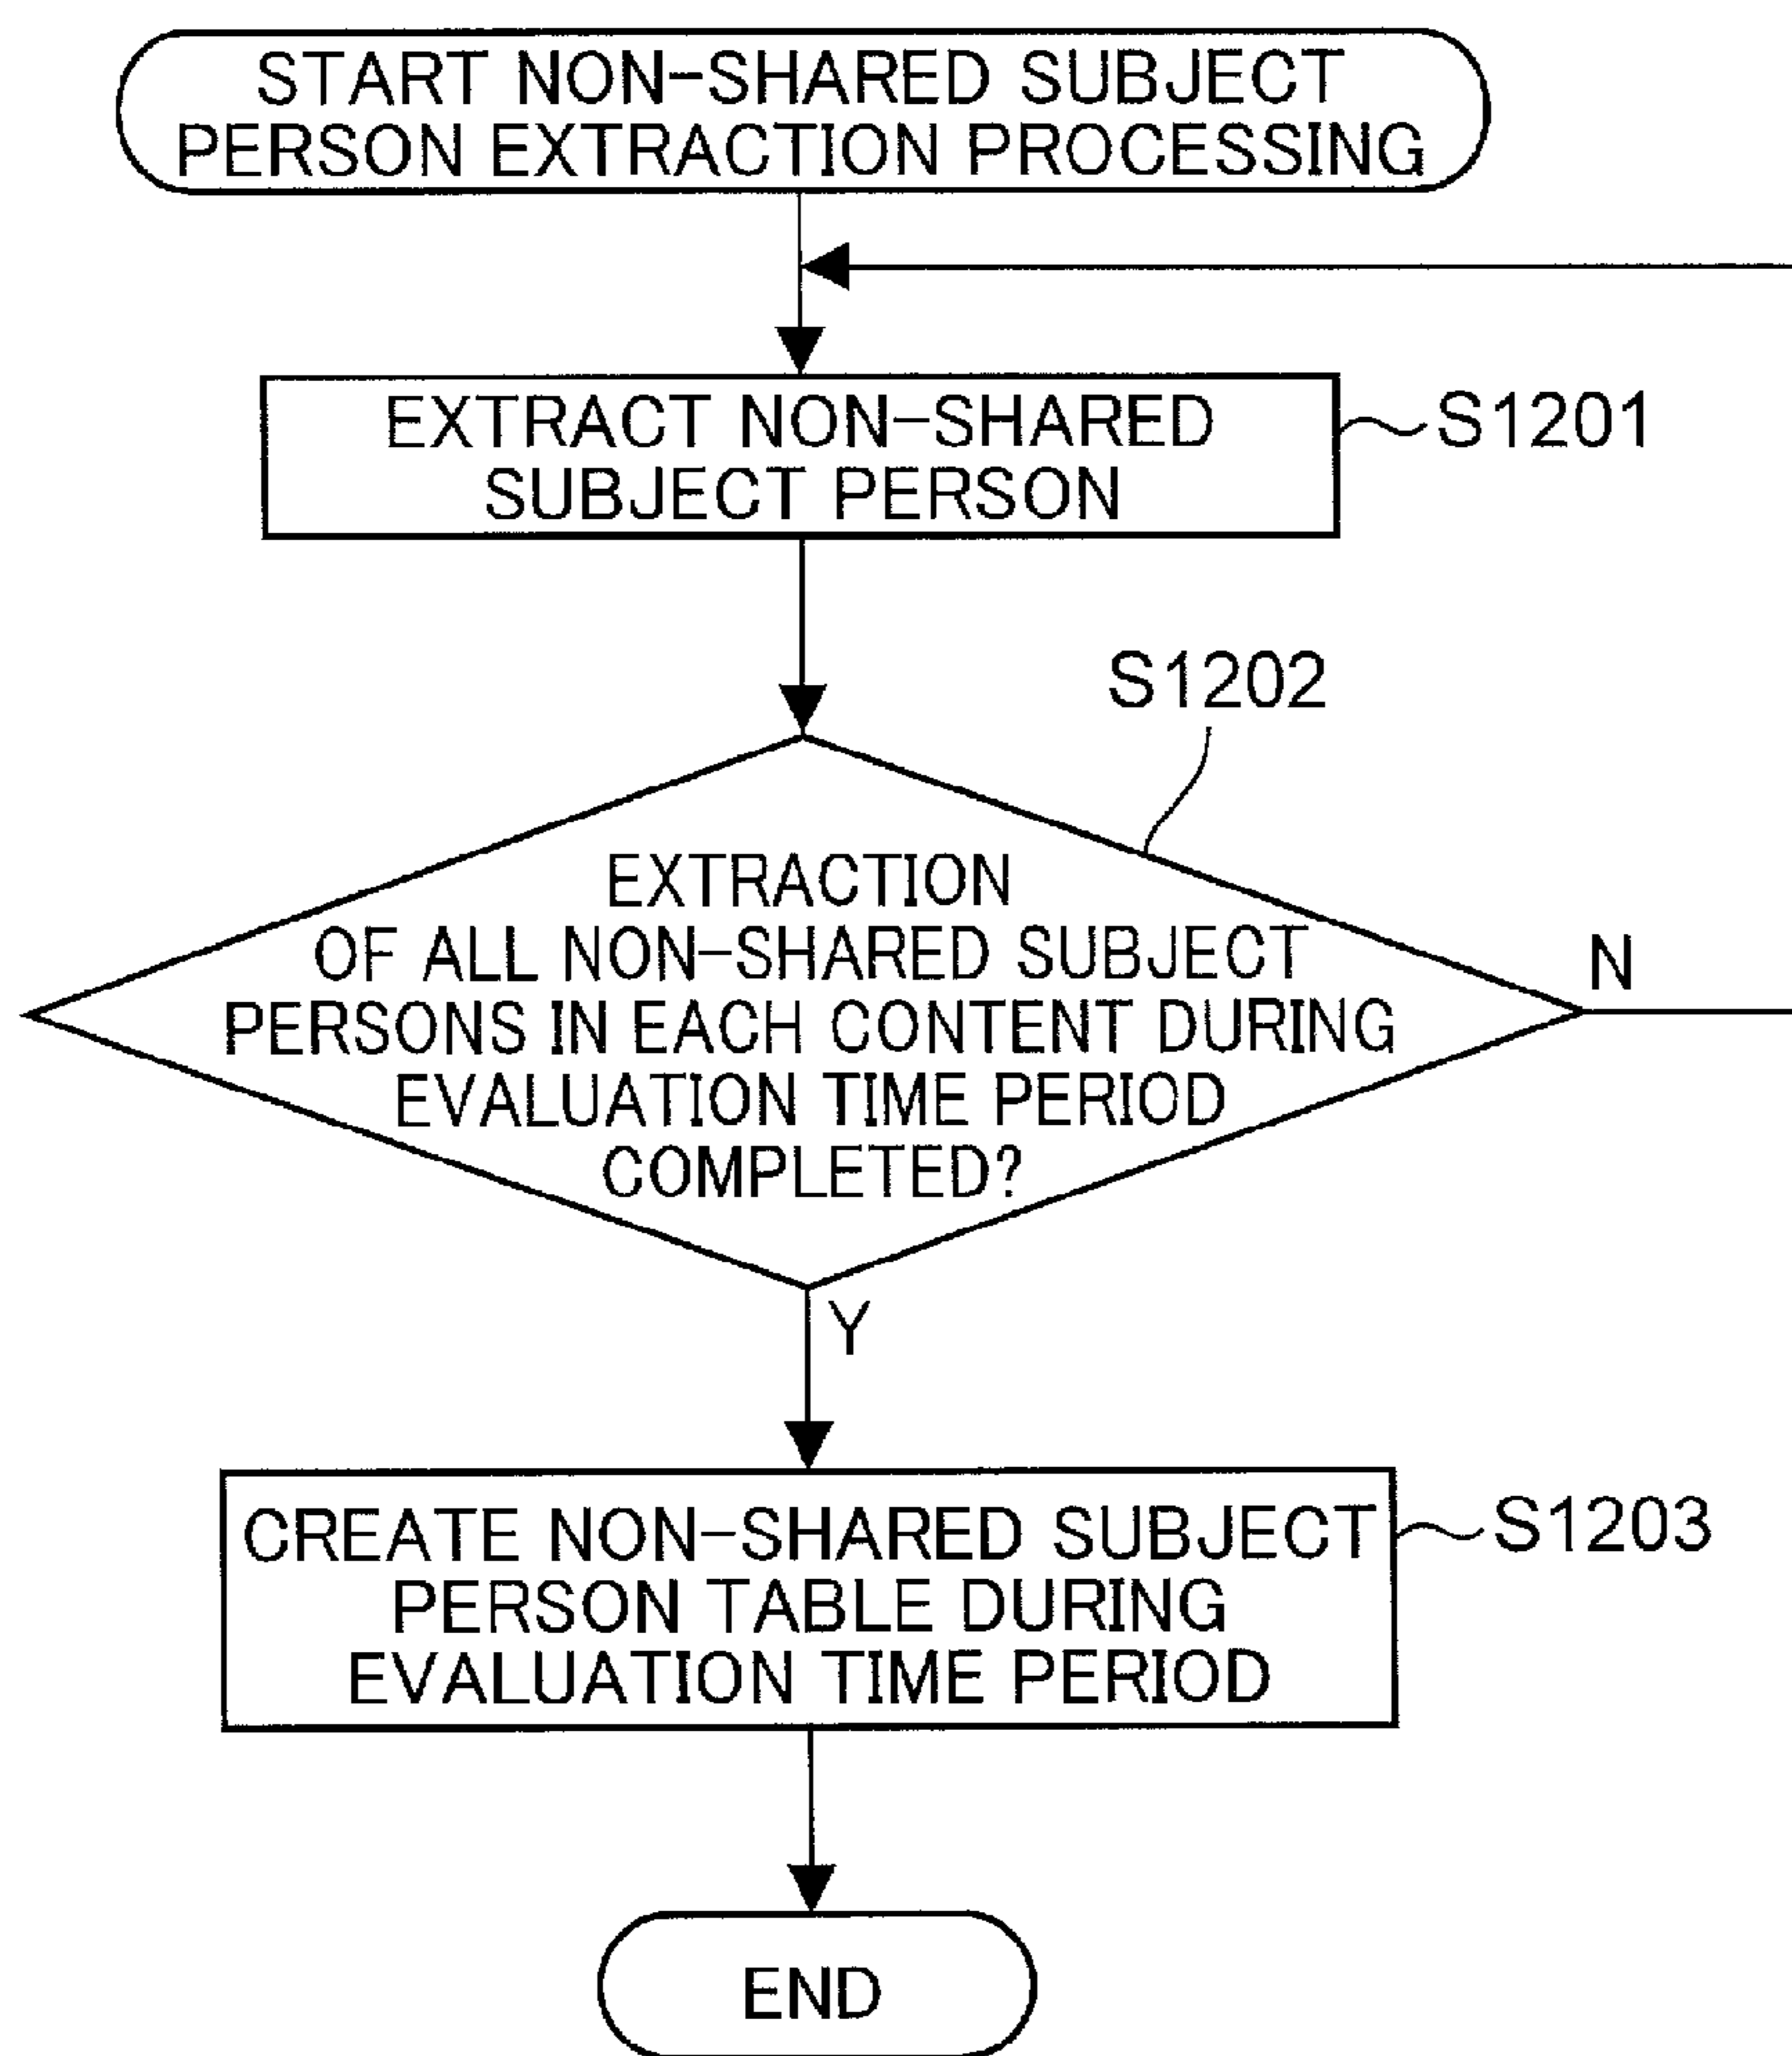 START NON-SHARED SUBJECT
PERSON EXTRACTION PROCESSING
EXTRACT NON-SHARED
SUBJECT PERSON
S1201
S1202
EXTRACTION
OF ALL NON-SHARED SUBJECT
PERSONS IN EACH CONTENT DURING
EVALUATION TIME PERIOD
COMPLETED?
N
Y
CREATE NON-SHARED SUBJECT
PERSON TABLE DURING
EVALUATION TIME PERIOD
S1203
END